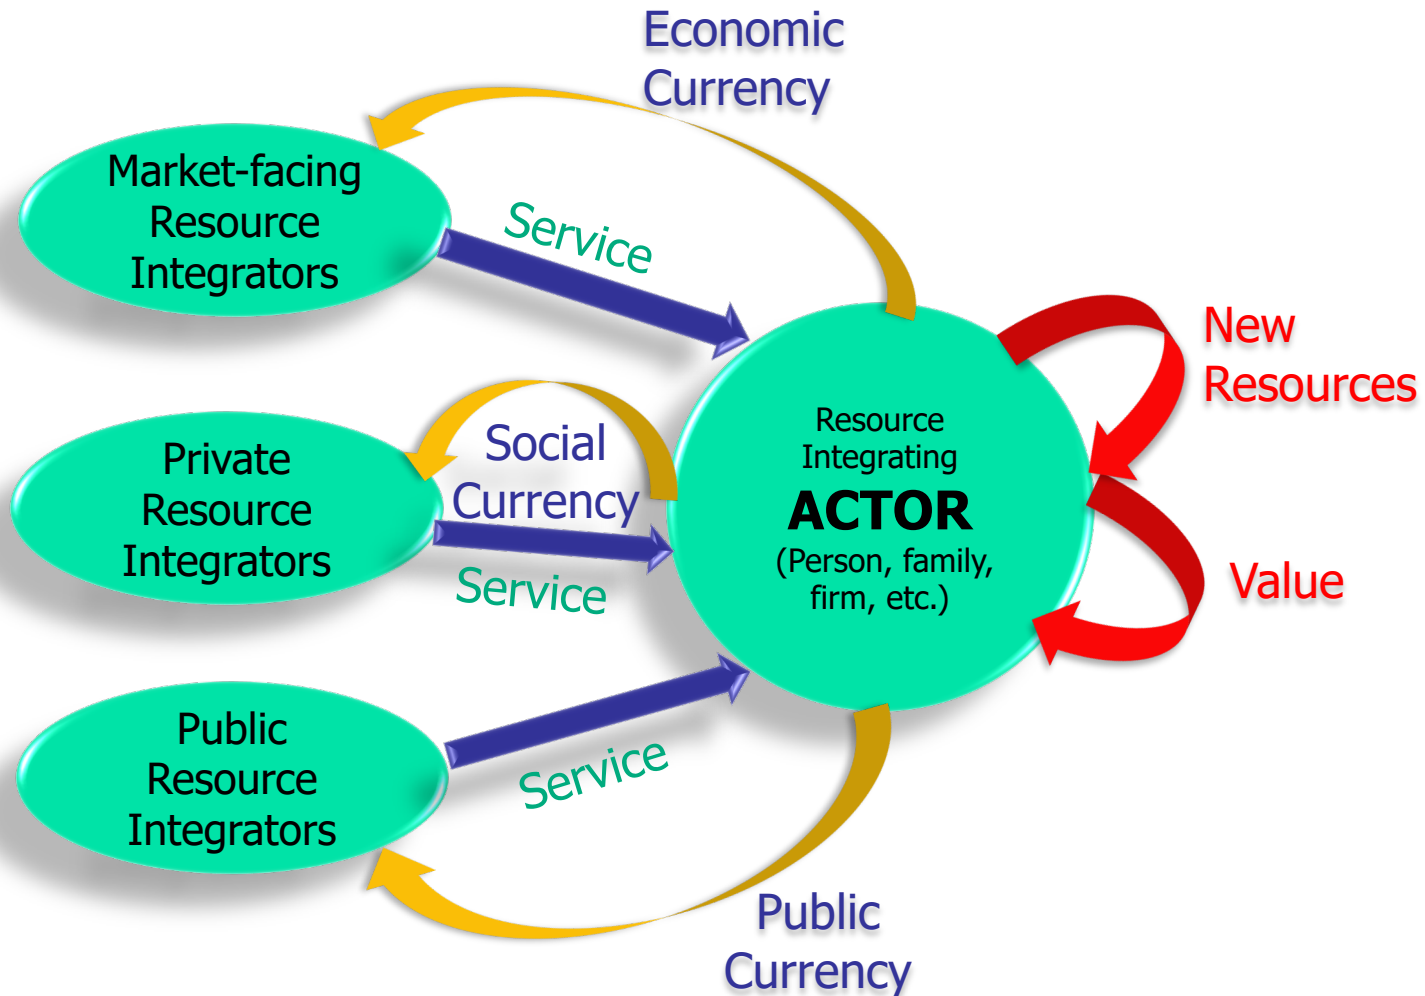 Economic
Currency
Market-facing
Resource
Integrators
Service
New
Resources
Resource
Integrating
ACTOR
(Person, family,
firm, etc.)
Social
Currency
Private
Resource
Integrators
Service
Value
Public
Resource
Integrators
Service
Public
Currency